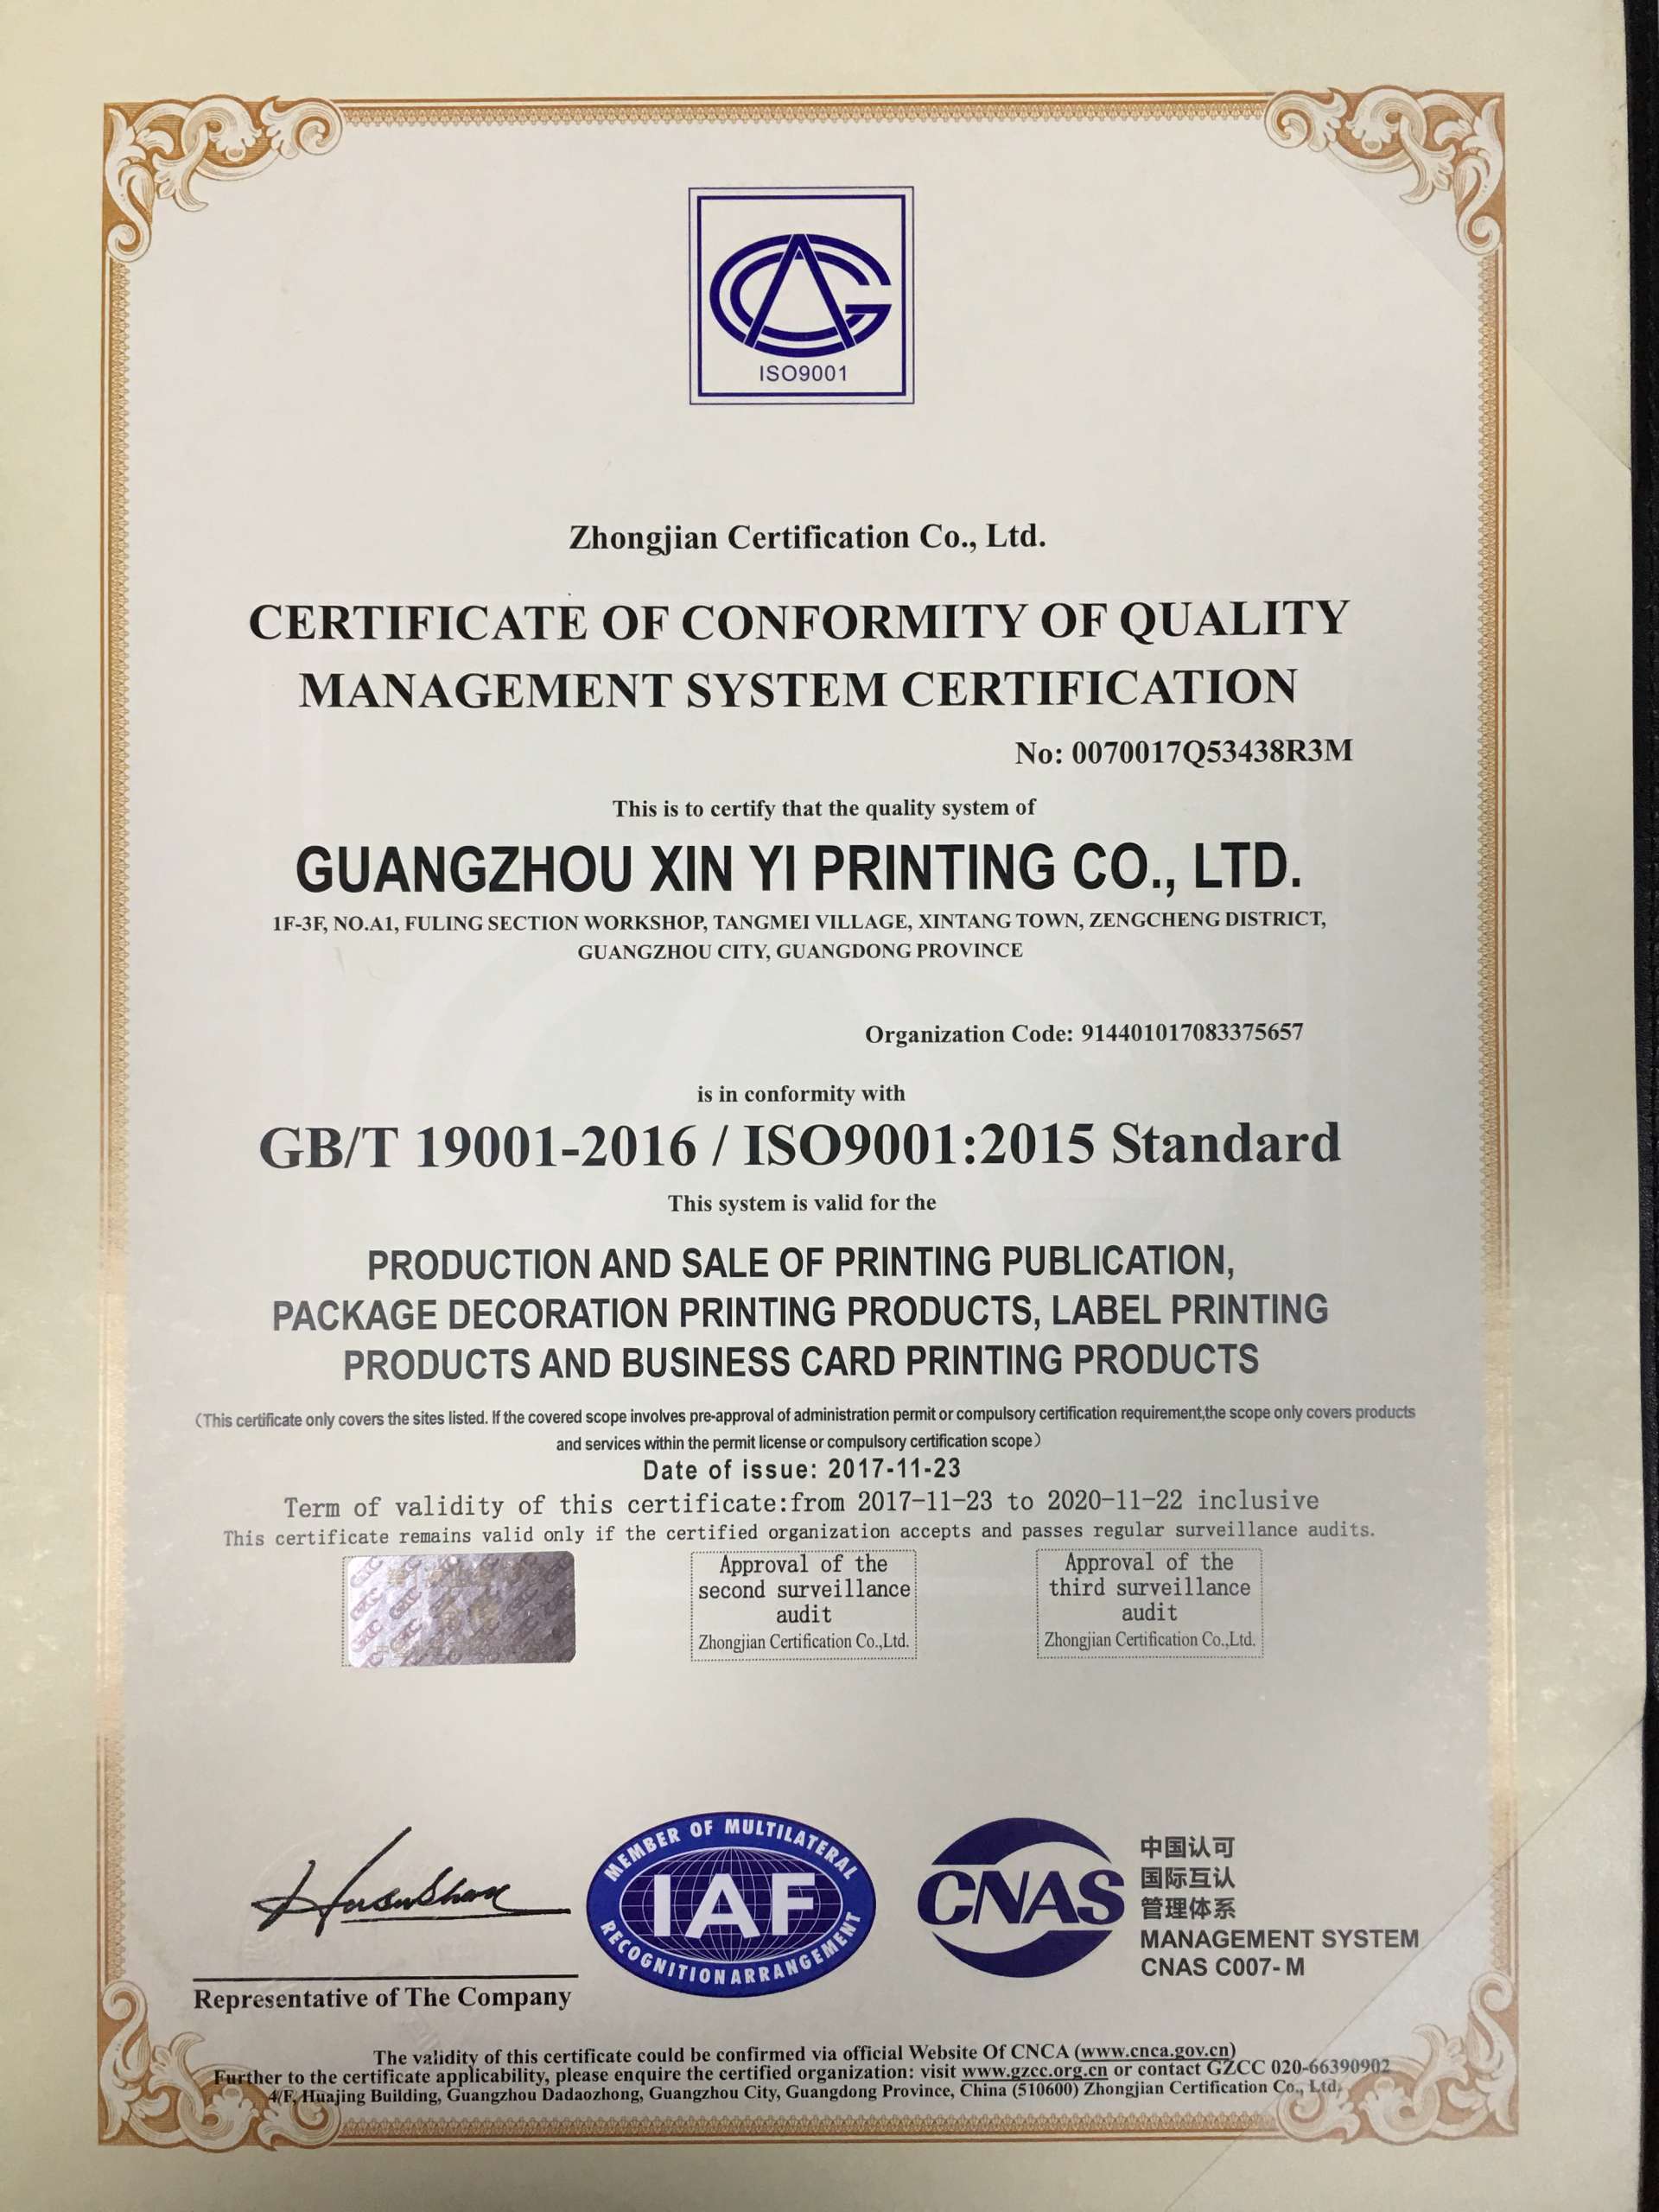 ISO9001
Zhongjian Certification Co., Ltd.
CERTIFICATE OF CONFORMITY OF QUALITY
MANAGEMENT SYSTEM CERTIFICATION
No: 0070017Q53438R3M
This is to certify that the quality system of
GUANGZHOU XIN YI PRINTING CO., LTD.
1F-3F, NO.A1, FULING SECTION WORKSHOP, TANGMEI VILLAGE, XINTANG TOWN, ZENGCHENG DISTRICT,
GUANGZHOU CITY, GUANGDONG PROVINCE
Organization Code: 914401017083375657
is in conformity with
GB/T 19001-2016 / ISO9001:2015 Standard
This system is valid for the
PRODUCTION AND SALE OF PRINTING PUBLICATION,
PACKAGE DECORATION PRINTING PRODUCTS, LABEL PRINTING
PRODUCTS AND BUSINESS CARD PRINTING PRODUCTS
(This certificate only covers the sites listed. If the covered scope involves pre-approval of administration permit or compulsory certification requirement,the scope only covers products
and services within the permit license or compulsory certification scope)
Date of issue: 2017-11-23
Term of validity of this certificate:from 2017-11-23 to 2020-11-22 inclusive
This certificate remains valid only if the certified organization accepts and passes regular surveillance audits.
Approval of the
second surveillance
audit
Zhongjian Certification Co.,Ltd.
Approval of the
third surveillance
audit
Zhongjian Certification Co.,Ltd.
Representative of The Company
MEMBER OF MULTILATERAL
IAF
RECOGNITION ARRANGEMENT
CNAS
中国认可
国际互认
管理体系
MANAGEMENT SYSTEM
CNAS C007-M
The validity of this certificate could be confirmed via official Website Of CNCA (www.cnca.gov.cn)
Further to the certificate applicability, please enquire the certified organization: visit www.gzcc.org.cn or contact GZCC 020-66390902
4/F, Huajing Building, Guangzhou Dadaozhong, Guangzhou City, Guangdong Province, China (510600) Zhongjian Certification Co., Ltd.